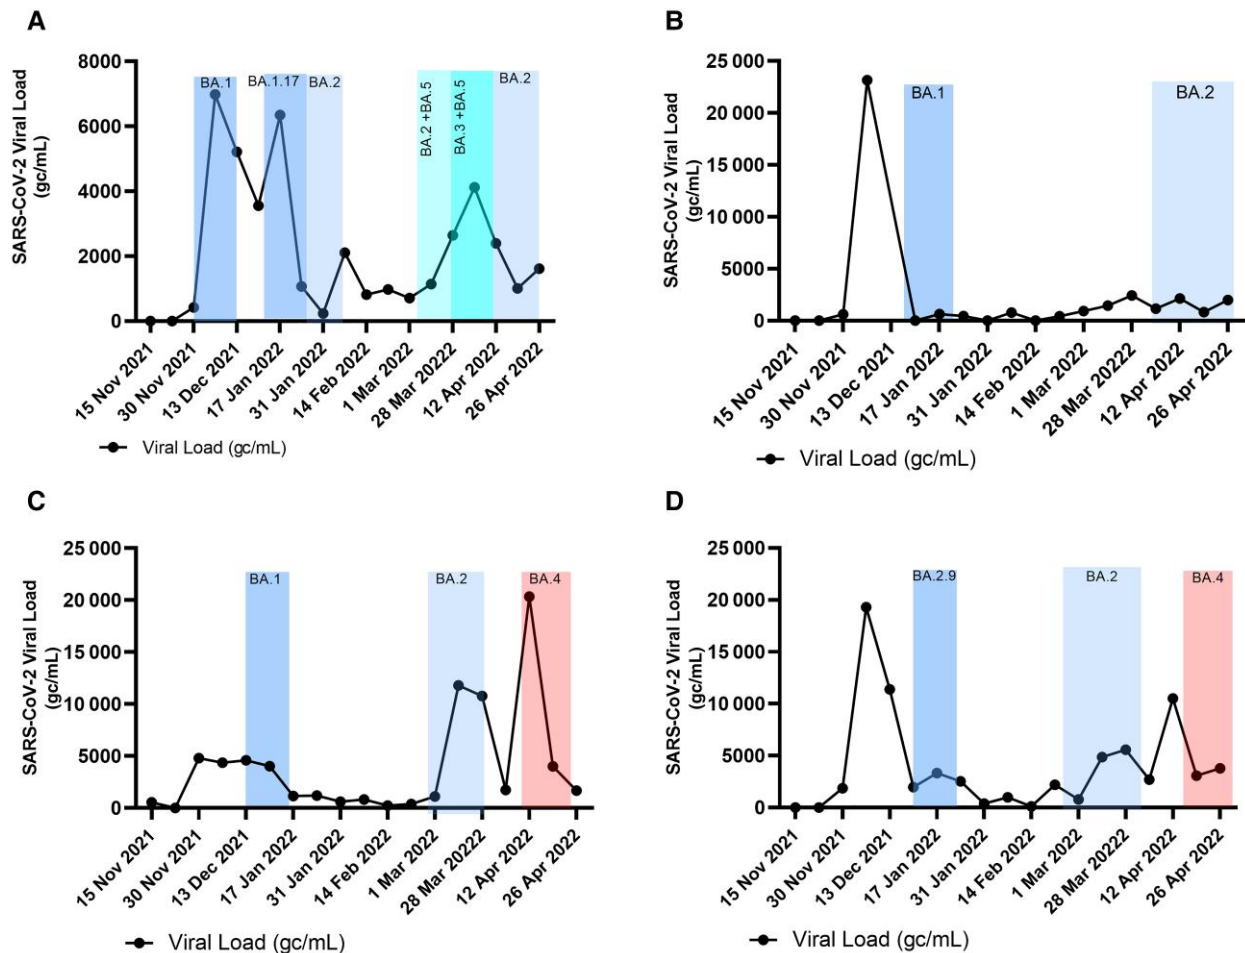 A
SARS-CoV-2 Viral Load
(gc/mL)
8000
6000
4000
2000
0
BA.1
BA.1.17
BA.2
BA.2 +BA.5
BA.3 +BA.5
BA.2
15 Nov 2021
30 Nov 2021
13 Dec 2021
17 Jan 2022
31 Jan 2022
14 Feb 2022
1 Mar 2022
28 Mar 20222
12 Apr 2022
26 Apr 2022
Viral Load (gc/mL)
B
SARS-CoV-2 Viral Load
(gc/mL)
25 000
20 000
15 000
10 000
5000
0
BA.1
BA.2
15 Nov 2021
30 Nov 2021
13 Dec 2021
17 Jan 2022
31 Jan 2022
14 Feb 2022
1 Mar 2022
28 Mar 20222
12 Apr 2022
26 Apr 2022
Viral Load (gc/mL)
C
SARS-CoV-2 Viral Load
(gc/mL)
25 000
20 000
15 000
10 000
5000
0
BA.1
BA.2
BA.4
15 Nov 2021
30 Nov 2021
13 Dec 2021
17 Jan 2022
31 Jan 2022
14 Feb 2022
1 Mar 2022
28 Mar 20222
12 Apr 2022
26 Apr 2022
Viral Load (gc/mL)
D
SARS-CoV-2 Viral Load
(gc/mL)
25 000
20 000
15 000
10 000
5000
0
BA.2.9
BA.2
BA.4
15 Nov 2021
30 Nov 2021
13 Dec 2021
17 Jan 2022
31 Jan 2022
14 Feb 2022
1 Mar 2022
28 Mar 20222
12 Apr 2022
26 Apr 2022
Viral Load (gc/mL)